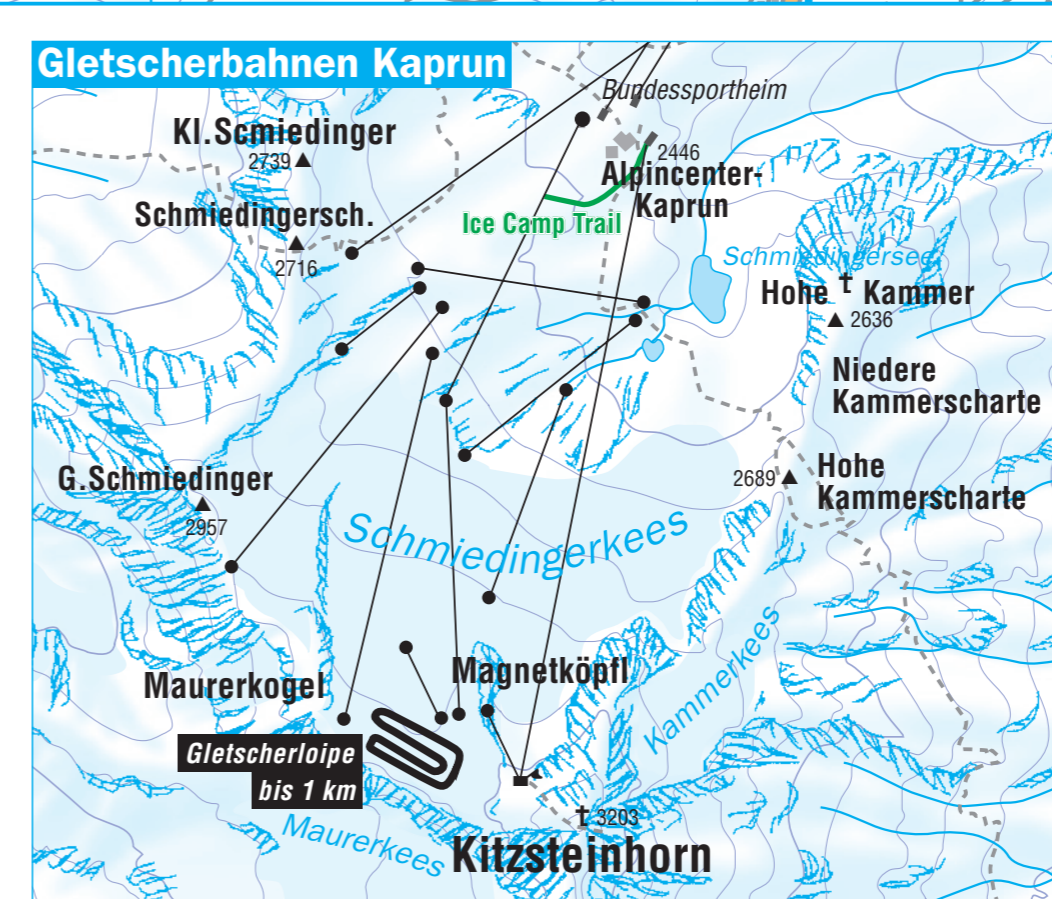 Gletscherbahnen Kaprun
Bundessportheim
Kl.Scmiedinger
2739
2446
Alpincenter-
Kaprun
Schmiedingersch.
2716
Ice Camp Trail
Schmiedingersee
Hohe Kammer
2636
Niedere
Kammerscharte
G.Schmiedinger
2957
2689
Hohe
Kammerscharte
Schmiedingerkees
Magnetköpfl
Maurerkogel
Kammerkees
Gletscherloipe
bis 1 km
3203
Maurerkees
Kitzsteinhorn